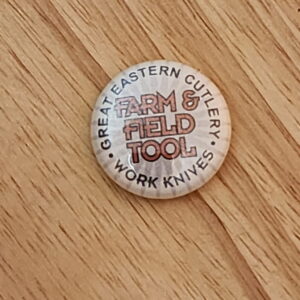 GREAT EASTERN CUTLERY
FARM &
FIELD
TOOL
• WORK KNIVES •